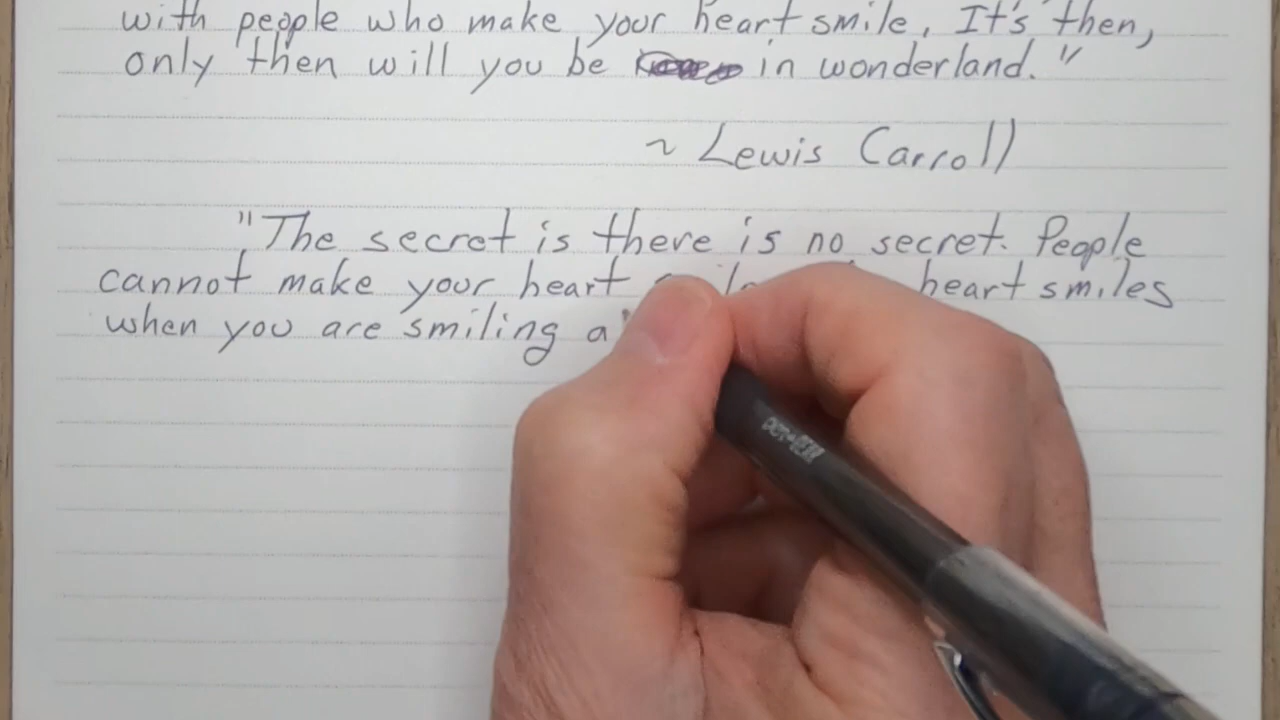 with people who make your heart smile. It's then,
only then will you be in wonderland."
~ Lewis Carroll
"The secret is there is no secret. People
cannot make your heart heart smiles
when you are smiling